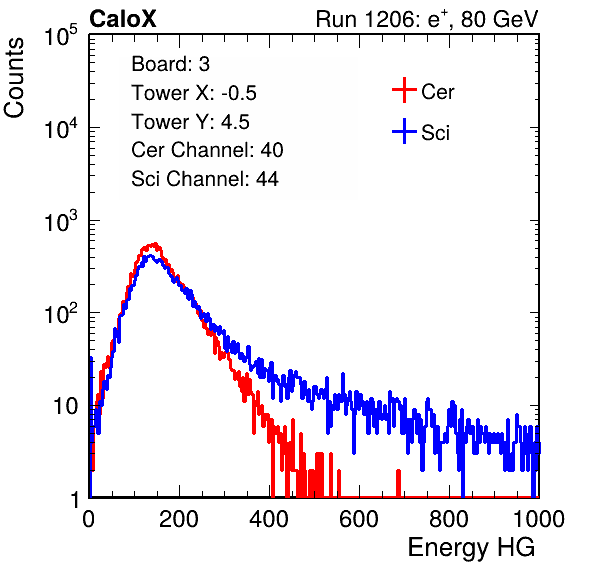 CaloX Run 1206: e⁺, 80 GeV
Counts
10⁵
10⁴
10³
10²
10
1
Board: 3
Tower X: -0.5
Tower Y: 4.5
Cer Channel: 40
Sci Channel: 44
Cer
Sci
0 200 400 600 800 1000
Energy HG